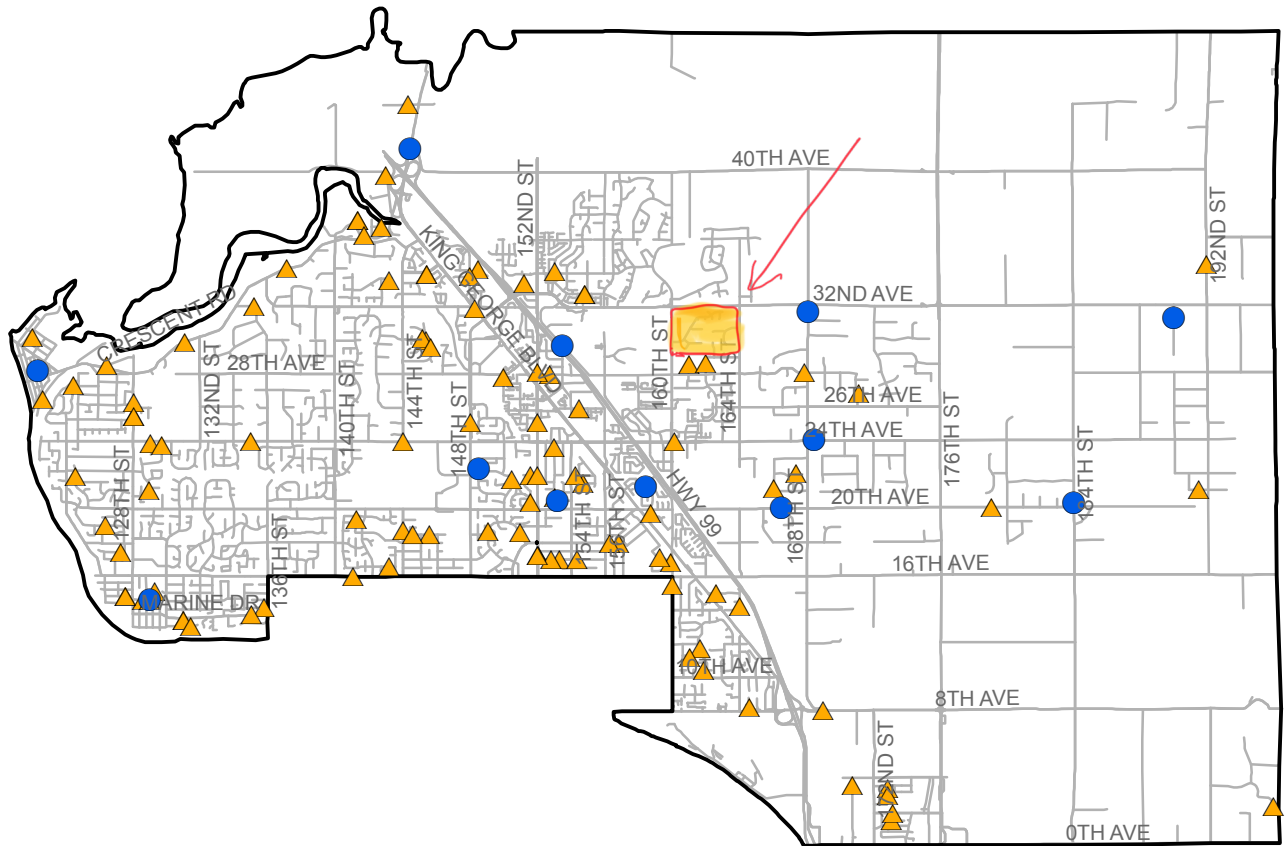 40TH AVE
152ND ST
192ND ST
KING GEORGE BLVD
CRESCENT RD
32ND AVE
28TH AVE
132ND ST
140TH ST
144TH ST
148TH ST
160TH ST
164TH ST
26TH AVE
24TH AVE
176TH ST
184TH ST
128TH ST
HWY 99
20TH AVE
154TH ST
168TH ST
136TH ST
16TH AVE
MARINE DR
10TH AVE
8TH AVE
0TH AVE